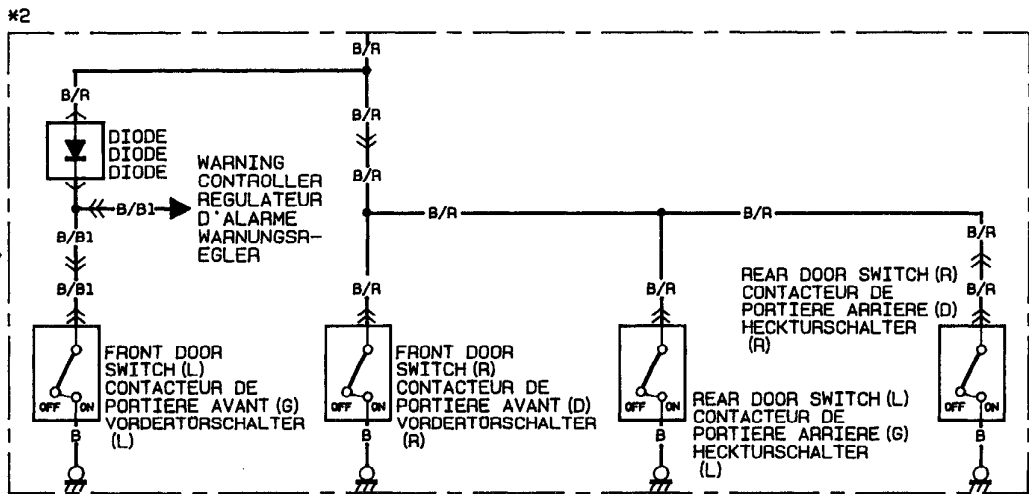 *2
B/R
B/R
B/R
DIODE
DIODE
DIODE
B/R
WARNING
CONTROLLER
REGULATEUR
D'ALARME
WARNUNGSR-
EGLER
B/B1
B/R
B/R
B/B1
B/R
B/B1
B/R
B/R
REAR DOOR SWITCH (R)
CONTACTEUR DE
PORTIERE ARRIERE (D)
HECKTURSCHALTER
(R)
B/R
FRONT DOOR
SWITCH (L)
CONTACTEUR DE
PORTIERE AVANT (G)
VORDERTORSCHALTER
(L)
OFF ON
B
FRONT DOOR
SWITCH (R)
CONTACTEUR DE
PORTIERE AVANT (D)
VORDERTÜRSCHALTER
(R)
OFF ON
B
REAR DOOR SWITCH (L)
CONTACTEUR DE
PORTIERE ARRIERE (G)
HECKTURSCHALTER
(L)
OFF ON
B
OFF ON
B